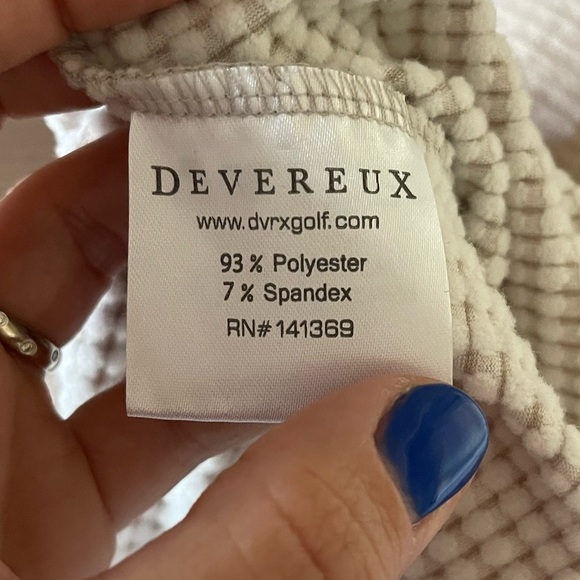 DEVEREUX
www.dvrxgolf.com
93% Polyester
7% Spandex
RN#141369